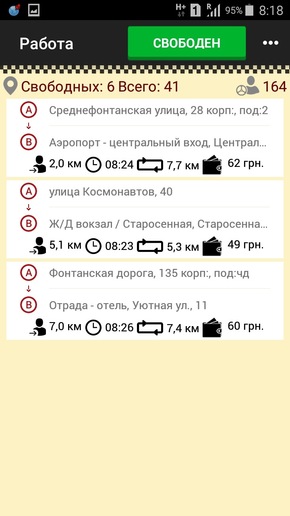 H+ 1 R 95% 8:18
Работа СВОБОДЕН •••
Свободных: 6 Всего: 41 164
A Среднефонтанская улица, 28 корп:, под:2
B Аэропорт - центральный вход, Централ...
2,0 км 08:24 7,7 км 62 грн.
A улица Космонавтов, 40
B Ж/Д вокзал / Старосенная, Старосенна...
5,1 км 08:23 5,3 км 49 грн.
A Фонтанская дорога, 135 корп:, под:чд
B Отрада - отель, Уютная ул., 11
7,0 км 08:26 7,4 км 60 грн.